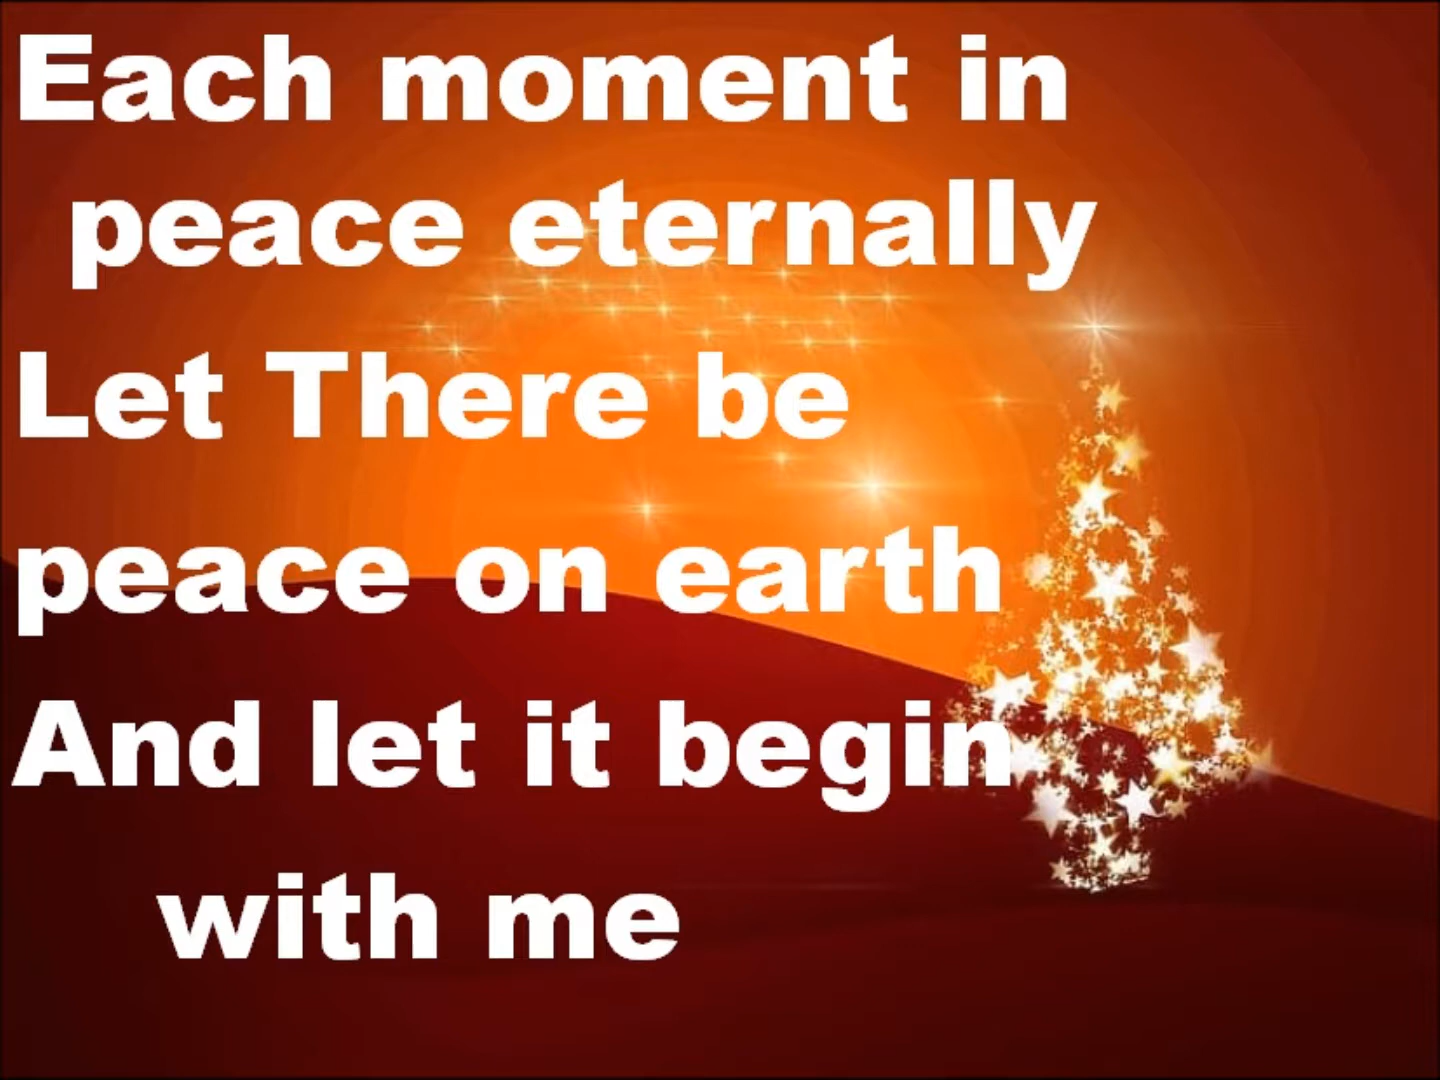 Each moment in
peace eternally
Let There be
peace on earth
And let it begin
with me